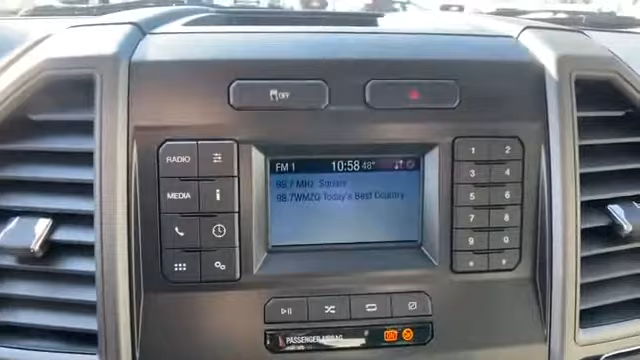 OFF
RADIO
MEDIA
FM 1 10:58 48°
98.7 MHz Square
98.7WMZQ Today's Best Country
1 2
3 4
5 6
7 8
9 0
* #
PASSENGER AIRBAG